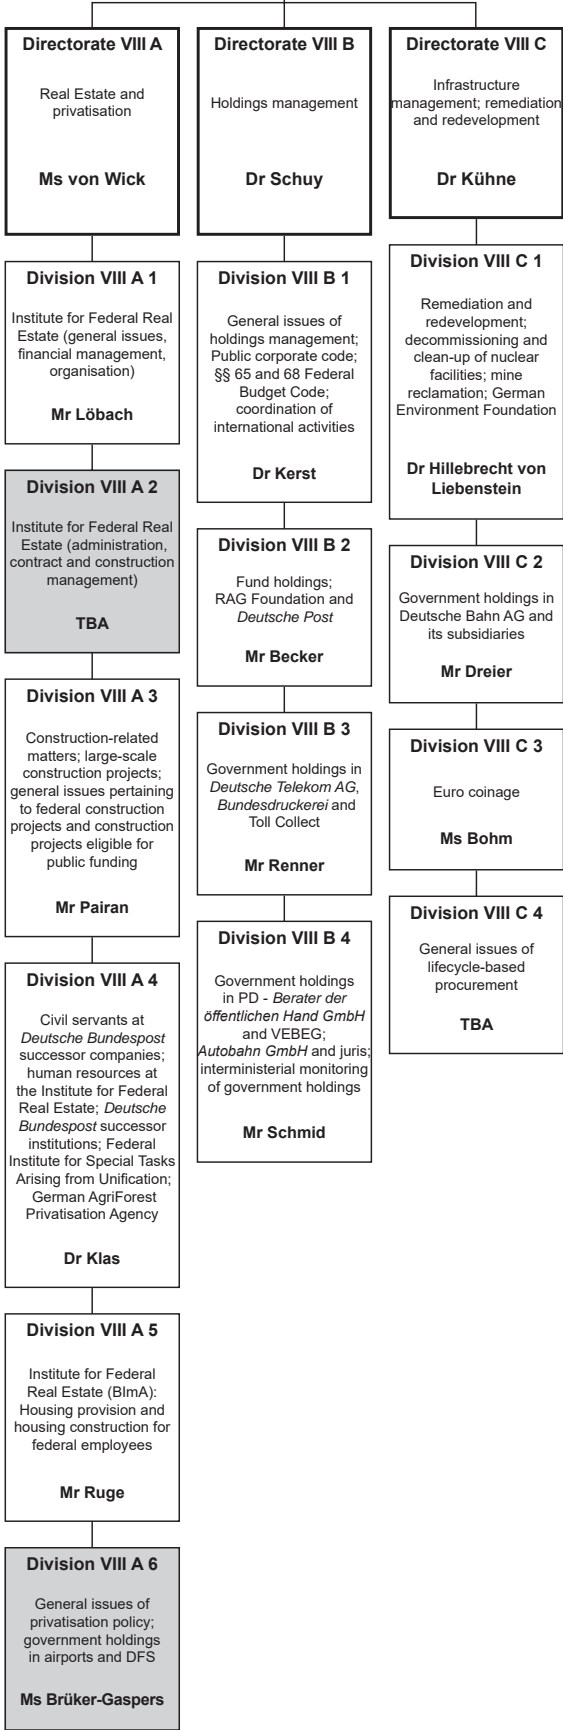 Directorate VIII A
Real Estate and
privatisation
Ms von Wick
Division VIII A 1
Institute for Federal Real
Estate (general issues,
financial management,
organisation)
Mr Löbach
Division VIII A 2
Institute for Federal Real
Estate (administration,
contract and construction
management)
TBA
Division VIII A 3
Construction-related
matters; large-scale
construction projects;
general issues pertaining
to federal construction
projects and construction
projects eligible for
public funding
Mr Pairan
Division VIII A 4
Civil servants at
Deutsche Bundespost
successor companies;
human resources at
the Institute for Federal
Real Estate; Deutsche
Bundespost successor
institutions; Federal
Institute for Special Tasks
Arising from Unification;
German AgriForest
Privatisation Agency
Dr Klas
Division VIII A 5
Institute for Federal
Real Estate (BImA):
Housing provision and
housing construction for
federal employees
Mr Ruge
Division VIII A 6
General issues of
privatisation policy;
government holdings
in airports and DFS
Ms Brüker-Gaspers
Directorate VIII B
Holdings management
Dr Schuy
Division VIII B 1
General issues of
holdings management;
Public corporate code;
§§ 65 and 68 Federal
Budget Code;
coordination of
international activities
Dr Kerst
Division VIII B 2
Fund holdings;
RAG Foundation and
Deutsche Post
Mr Becker
Division VIII B 3
Government holdings in
Deutsche Telekom AG,
Bundesdruckerei and
Toll Collect
Mr Renner
Division VIII B 4
Government holdings
in PD - Berater der
öffentlichen Hand GmbH
and VEBEG;
Autobahn GmbH and juris;
interministerial monitoring
of government holdings
Mr Schmid
Directorate VIII C
Infrastructure
management; remediation
and redevelopment
Dr Kühne
Division VIII C 1
Remediation and
redevelopment;
decommissioning and
clean-up of nuclear
facilities; mine
reclamation; German
Environment Foundation
Dr Hillebrecht von
Liebenstein
Division VIII C 2
Government holdings in
Deutsche Bahn AG and
its subsidiaries
Mr Dreier
Division VIII C 3
Euro coinage
Ms Bohm
Division VIII C 4
General issues of
lifecycle-based
procurement
TBA